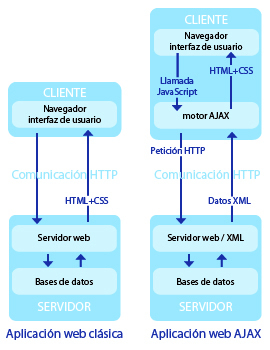 CLIENTE
Navegador
interfaz de usuario
Comunicación HTTP
HTML+CSS
Servidor web
Bases de datos
SERVIDOR
Aplicación web clásica
CLIENTE
Navegador
interfaz de usuario
HTML+CSS
Llamada
JavaScript
motor AJAX
Petición HTTP
Comunicación HTTP
Datos XML
Servidor web / XML
Bases de datos
SERVIDOR
Aplicación web AJAX